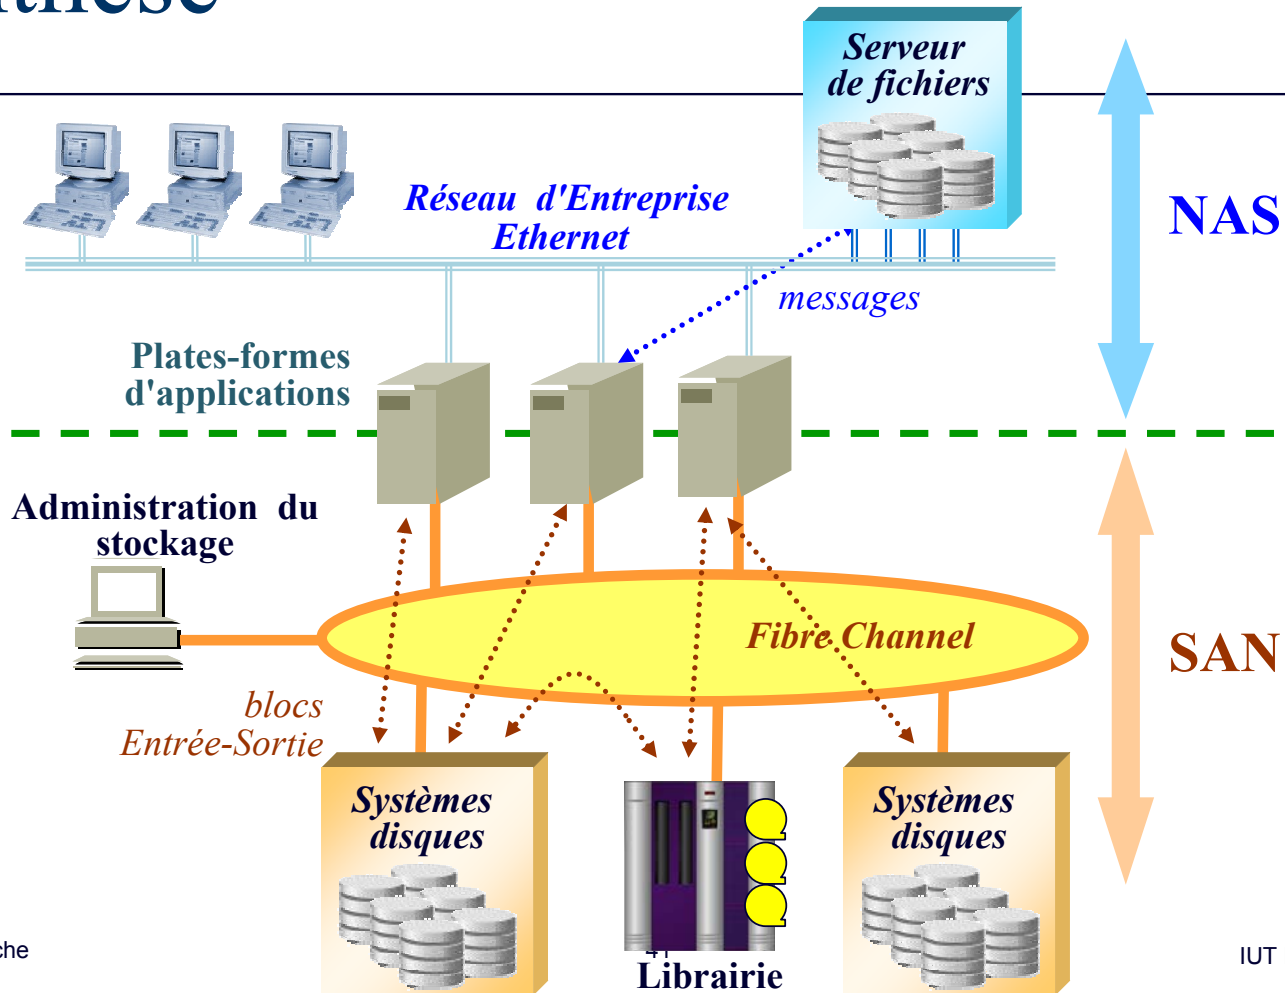 Serveur
de fichiers
Réseau d'Entreprise
Ethernet
NAS
messages
Plates-formes
d'applications
Administration du
stockage
Fibre Channel
SAN
blocs
Entrée-Sortie
Systèmes
disques
Systèmes
disques
Librairie
IUT